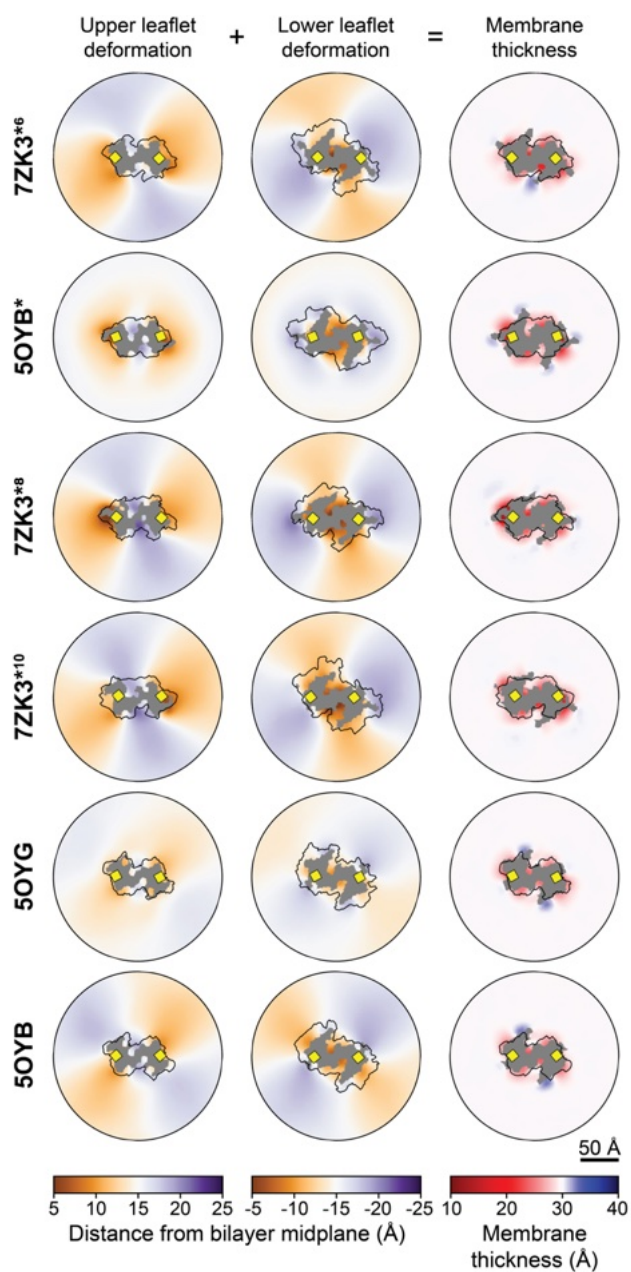 Upper leaflet deformation + Lower leaflet deformation = Membrane thickness
7ZK3*6
5OYB*
7ZK3*8
7ZK3*10
5OYG
5OYB
50 Å
5 10 15 20 25
-5 -10 -15 -20 -25
10 20 30 40
Distance from bilayer midplane (Å)
Membrane thickness (Å)